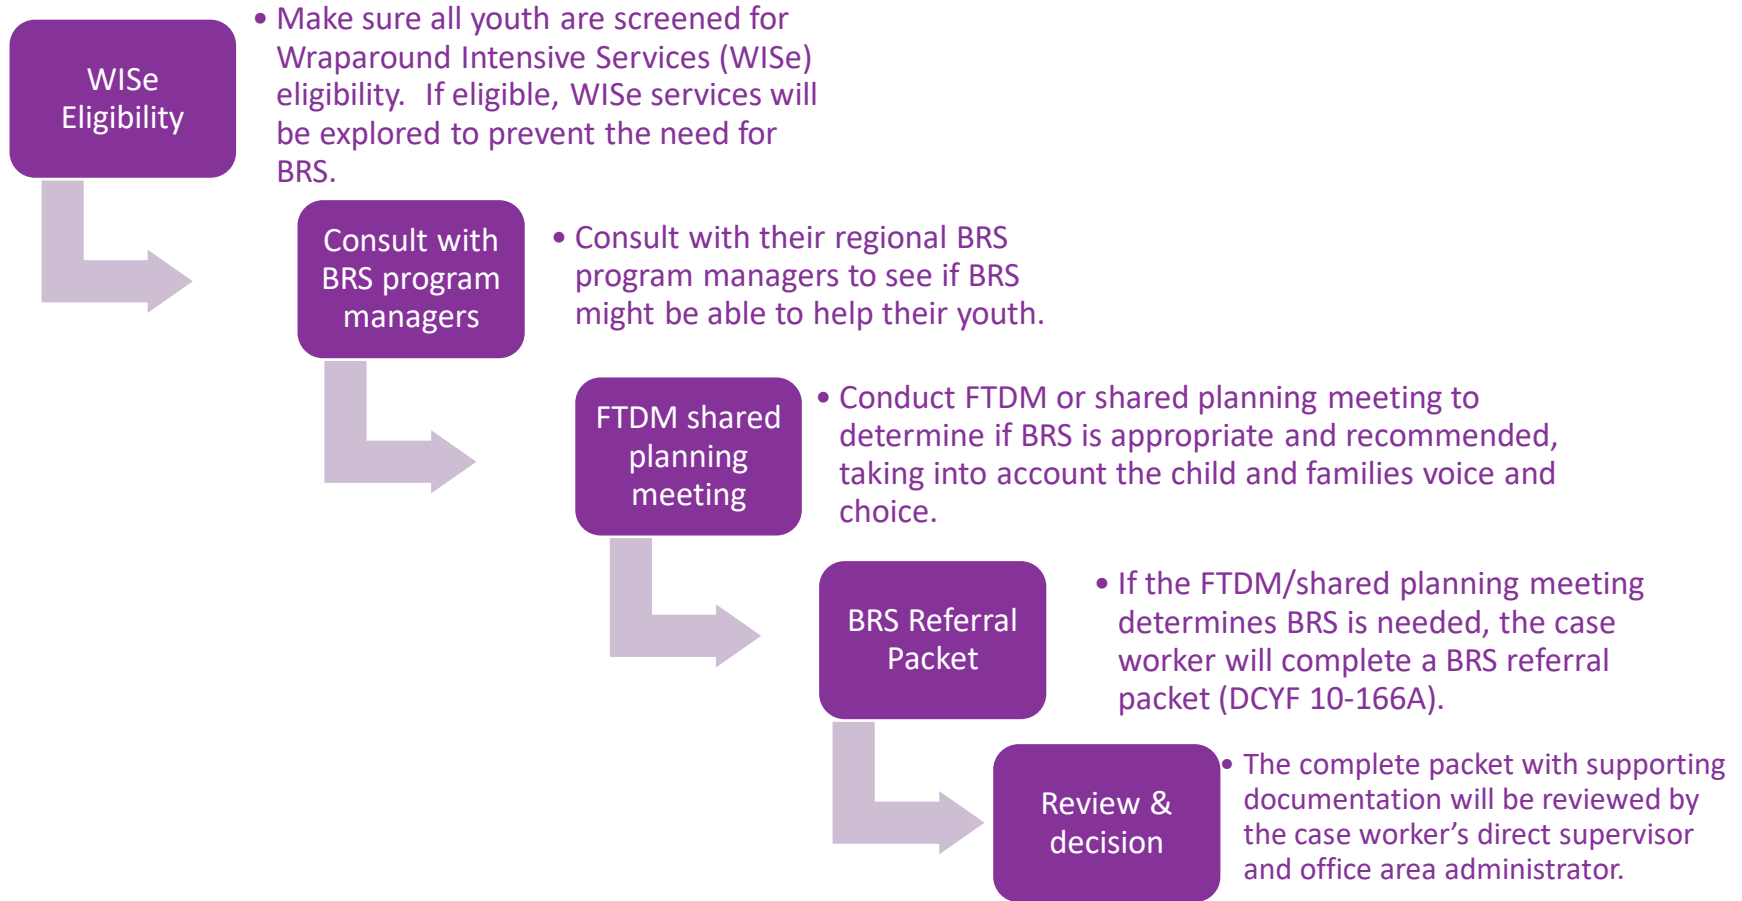 WISe
Eligibility
• Make sure all youth are screened for
Wraparound Intensive Services (WISe)
eligibility.  If eligible, WISe services will
be explored to prevent the need for
BRS.
Consult with
BRS program
managers
• Consult with their regional BRS
program managers to see if BRS
might be able to help their youth.
FTDM shared
planning
meeting
• Conduct FTDM or shared planning meeting to
determine if BRS is appropriate and recommended,
taking into account the child and families voice and
choice.
BRS Referral
Packet
• If the FTDM/shared planning meeting
determines BRS is needed, the case
worker will complete a BRS referral
packet (DCYF 10-166A).
Review &
decision
• The complete packet with supporting
documentation will be reviewed by
the case worker’s direct supervisor
and office area administrator.